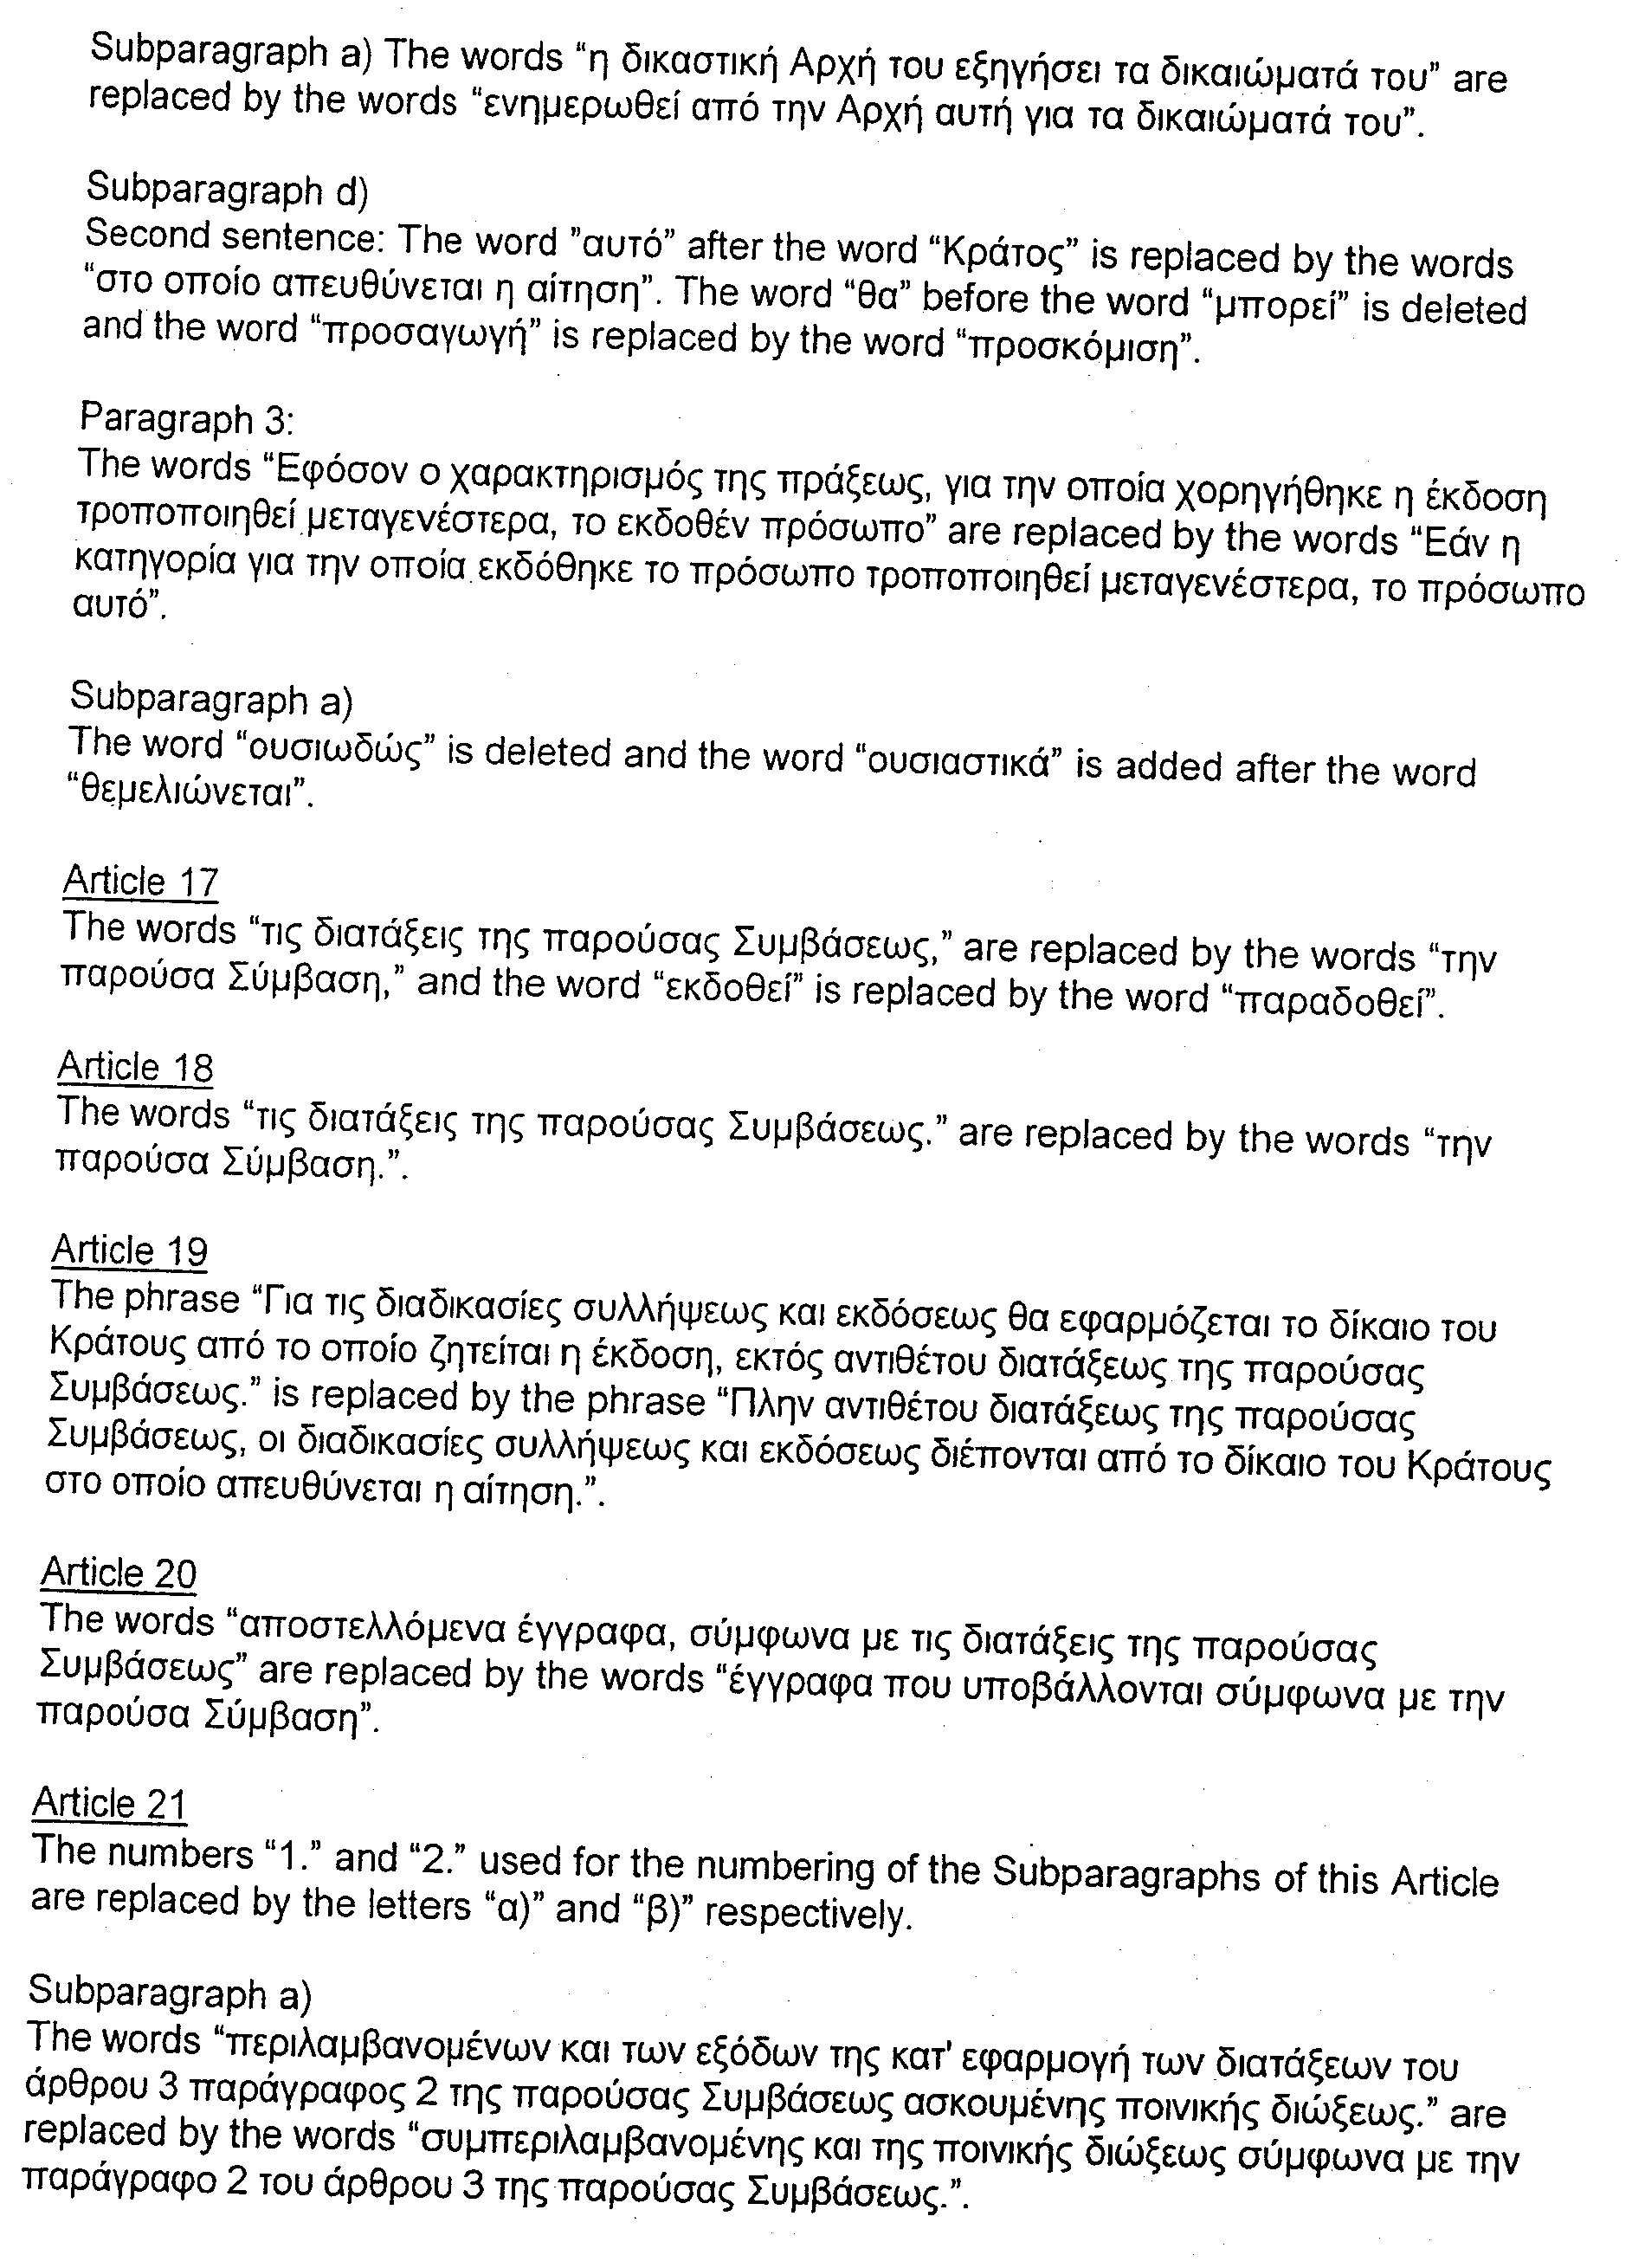 Subparagraph a) The words “η δικαστική Αρχή του εξηγήσει τα δικαιώματά του” are
replaced by the words “ενημερωθεί από την Αρχή αυτή για τα δικαιώματά του”.
Subparagraph d)
Second sentence: The word ”αυτό” after the word “Κράτος” is replaced by the words
“στο οποίο απευθύνεται η αίτηση”. The word “θα” before the word “μπορεί” is deleted
and the word “προσαγωγή” is replaced by the word “προσκόμιση”.
Paragraph 3:
The words “Εφόσον ο χαρακτηρισμός της πράξεως, για την οποία χορηγήθηκε η έκδοση
τροποποιηθεί μεταγενέστερα, το εκδοθέν πρόσωπο” are replaced by the words “Εάν η
κατηγορία για την οποία εκδόθηκε το πρόσωπο τροποποιηθεί μεταγενέστερα, το πρόσωπο
αυτό”.
Subparagraph a)
The word “ουσιωδώς” is deleted and the word “ουσιαστικά” is added after the word
“θεμελιώνεται”.
Article 17
The words “τις διατάξεις της παρούσας Συμβάσεως,” are replaced by the words “την
παρούσα Σύμβαση,” and the word “εκδοθεί” is replaced by the word “παραδοθεί”.
Article 18
The words “τις διατάξεις της παρούσας Συμβάσεως.” are replaced by the words “την
παρούσα Σύμβαση.”.
Article 19
The phrase “Για τις διαδικασίες συλλήψεως και εκδόσεως θα εφαρμόζεται το δίκαιο του
Κράτους από το οποίο ζητείται η έκδοση, εκτός αντιθέτου διατάξεως της παρούσας
Συμβάσεως.” is replaced by the phrase “Πλην αντιθέτου διατάξεως της παρούσας
Συμβάσεως, οι διαδικασίες συλλήψεως και εκδόσεως διέπονται από το δίκαιο του Κράτους
στο οποίο απευθύνεται η αίτηση.”.
Article 20
The words “αποστελλόμενα έγγραφα, σύμφωνα με τις διατάξεις της παρούσας
Συμβάσεως” are replaced by the words “έγγραφα που υποβάλλονται σύμφωνα με την
παρούσα Σύμβαση”.
Article 21
The numbers “1.” and “2.” used for the numbering of the Subparagraphs of this Article
are replaced by the letters “α)” and “β)” respectively.
Subparagraph a)
The words “περιλαμβανομένων και των εξόδων της κατ' εφαρμογή των διατάξεων του
άρθρου 3 παράγραφος 2 της παρούσας Συμβάσεως ασκουμένης ποινικής διώξεως.” are
replaced by the words “συμπεριλαμβανομένης και της ποινικής διώξεως σύμφωνα με την
παράγραφο 2 του άρθρου 3 της παρούσας Συμβάσεως.”.